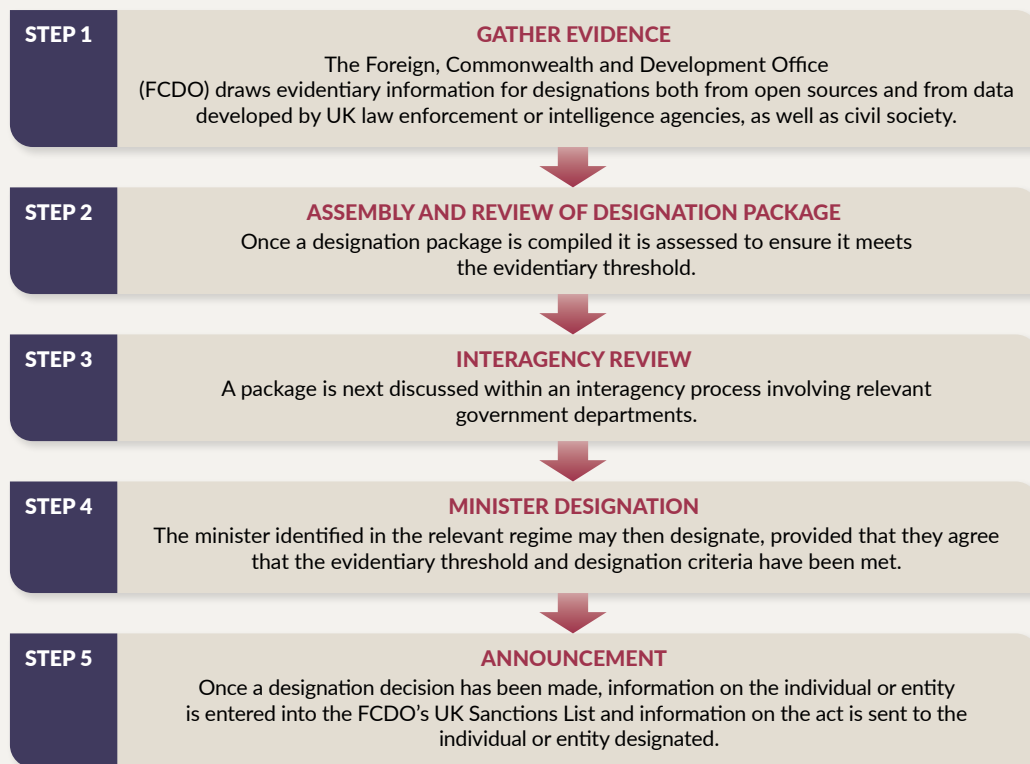 STEP 1
GATHER EVIDENCE
The Foreign, Commonwealth and Development Office
(FCDO) draws evidentiary information for designations both from open sources and from data
developed by UK law enforcement or intelligence agencies, as well as civil society.
STEP 2
ASSEMBLY AND REVIEW OF DESIGNATION PACKAGE
Once a designation package is compiled it is assessed to ensure it meets
the evidentiary threshold.
STEP 3
INTERAGENCY REVIEW
A package is next discussed within an interagency process involving relevant
government departments.
STEP 4
MINISTER DESIGNATION
The minister identified in the relevant regime may then designate, provided that they agree
that the evidentiary threshold and designation criteria have been met.
STEP 5
ANNOUNCEMENT
Once a designation decision has been made, information on the individual or entity
is entered into the FCDO's UK Sanctions List and information on the act is sent to the
individual or entity designated.